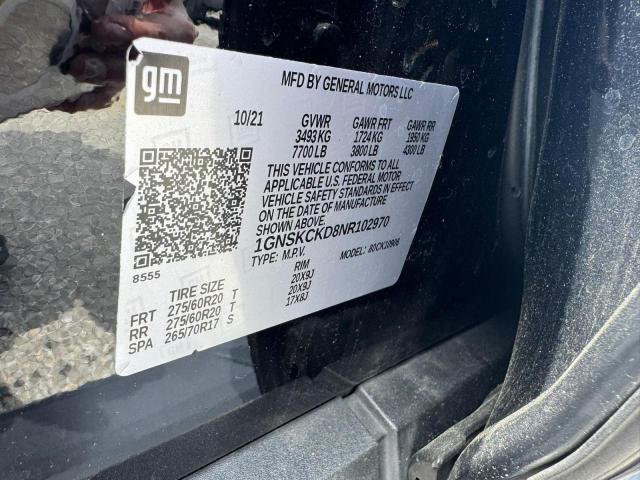 gm
MFD BY GENERAL MOTORS LLC
10/21 GVWR GAWR FRT GAWR RR
3493 KG 1724 KG 1950 KG
7700 LB 3800 LB 4300 LB
THIS VEHICLE CONFORMS TO ALL
APPLICABLE U.S. FEDERAL MOTOR
VEHICLE SAFETY STANDARDS IN EFFECT
ON THE DATE OF MANUFACTURE
SHOWN ABOVE.
1GNSKCKD8NR102970
TYPE: M.P.V. MODEL: 80CK10906
8555
TIRE SIZE RIM
FRT 275/60R20 T 20X9J
RR 275/60R20 T 20X9J
SPA 265/70R17 S 17X8J